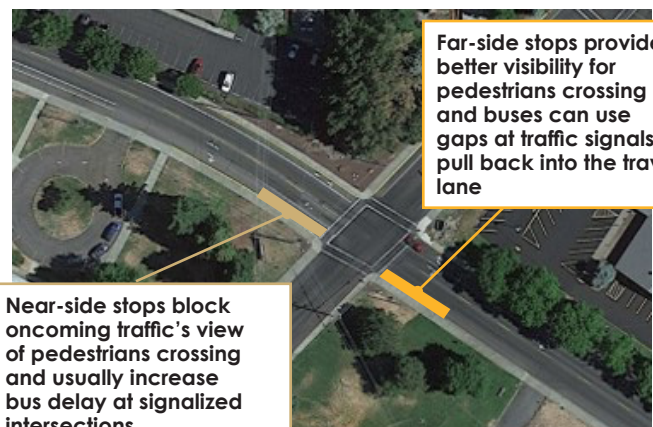 Far-side stops provide
better visibility for
pedestrians crossing
and buses can use
gaps at traffic signals
pull back into the
lane
Near-side stops block
oncoming traffic's view
of pedestrians crossing
and usually increase
bus delay at signalized
intersections